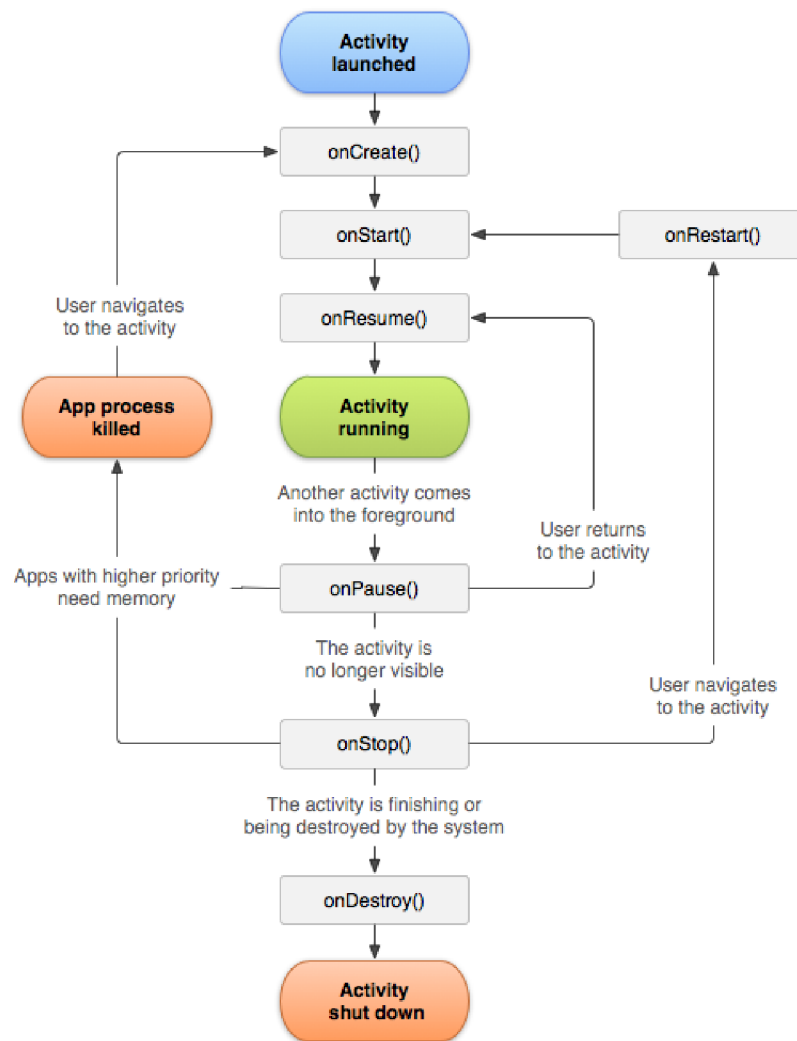 Activity
launched
onCreate()
onStart()
onRestart()
User navigates
to the activity
onResume()
App process
killed
Activity
running
Another activity comes
into the foreground
User returns
to the activity
Apps with higher priority
need memory
onPause()
The activity is
no longer visible
User navigates
to the activity
onStop()
The activity is finishing or
being destroyed by the system
onDestroy()
Activity
shut down